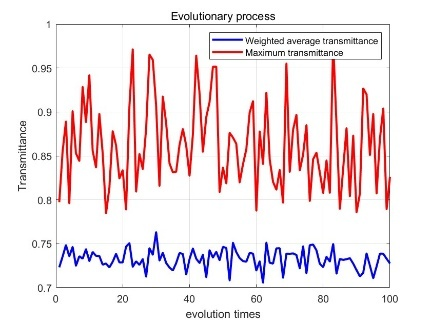 Evolutionary process
Weighted average transmittance
Maximum transmittance
Transmittance
1
0.95
0.9
0.85
0.8
0.75
0.7
0
20
40
60
80
100
evolution times